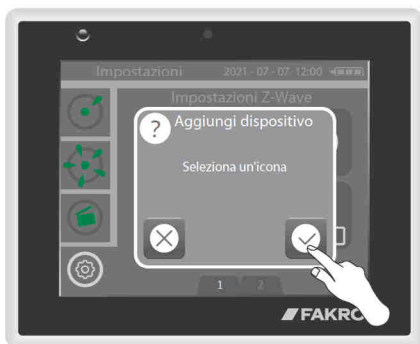 Impostazioni 2021-07-07 12:00
Impostazioni Z-Wave
? Aggiungi dispositivo
Seleziona un'icona
1 2
FAKRO